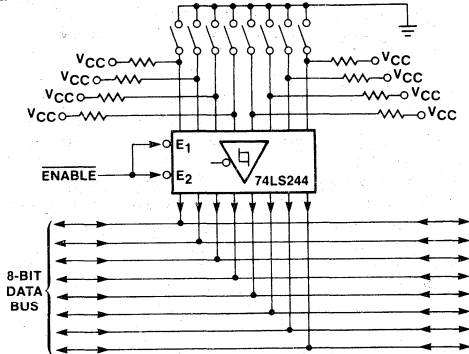 VCC
VCC
VCC
VCC
VCC
VCC
VCC
VCC
E1
ENABLE
E2
74LS244
8-BIT
DATA
BUS